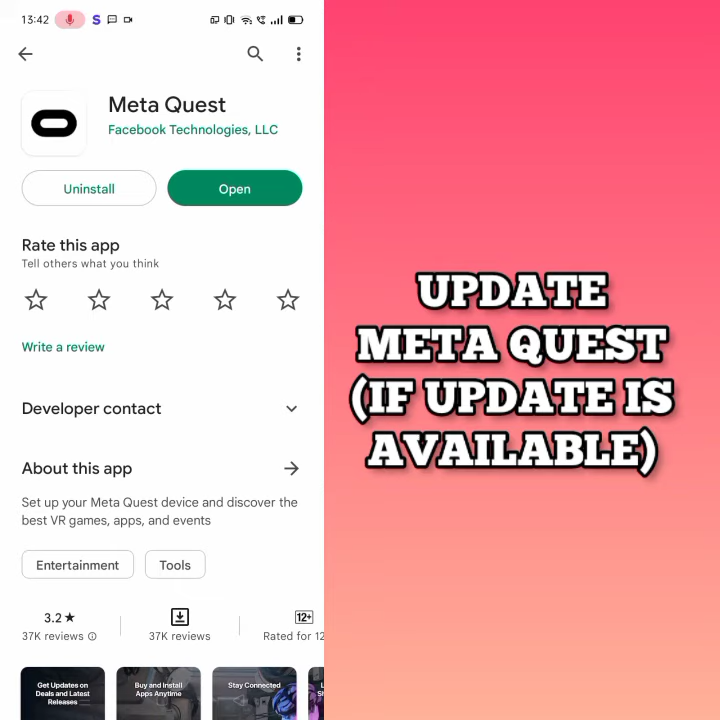 13:42
S
Meta Quest
Facebook Technologies, LLC
Uninstall
Open
Rate this app
Tell others what you think
Write a review
Developer contact
About this app
Set up your Meta Quest device and discover the
best VR games, apps, and events
Entertainment
Tools
3.2★
37K reviews
37K reviews
12+
Rated for 12
Get Updates on
Deals and Latest
Releases
Buy and Install
Apps Anytime
Stay Connected
UPDATE
META QUEST
(IF UPDATE IS
AVAILABLE)